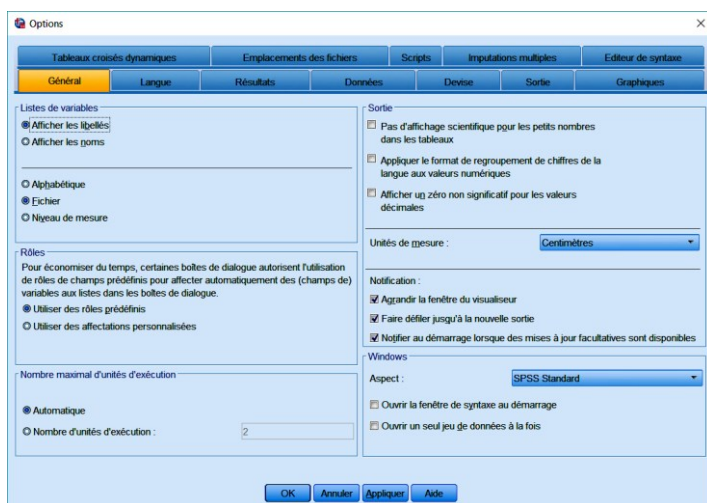 Options
Tableaux croisés dynamiques
Emplacements des fichiers
Scripts
Imputations multiples
Editeur de syntaxe
Général
Langue
Résultats
Données
Devise
Sortie
Graphiques
Listes de variables
Afficher les libellés
Afficher les noms
Alphabétique
Fichier
Niveau de mesure
Rôles
Pour économiser du temps, certaines boîtes de dialogue autorisent l'utilisation
de rôles de champs prédéfinis pour affecter automatiquement des (champs de)
variables aux listes dans les boîtes de dialogue.
Utiliser des rôles prédéfinis
Utiliser des affectations personnalisées
Nombre maximal d'unités d'exécution
Automatique
Nombre d'unités d'exécution :
2
Sortie
Pas d'affichage scientifique pour les petits nombres
dans les tableaux
Appliquer le format de regroupement de chiffres de la
langue aux valeurs numériques
Afficher un zéro non significatif pour les valeurs
décimales
Unités de mesure :
Centimètres
Notification :
Agrandir la fenêtre du visualiseur
Faire défiler jusqu'à la nouvelle sortie
Notifier au démarrage lorsque des mises à jour facultatives sont disponibles
Windows
Aspect :
SPSS Standard
Ouvrir la fenêtre de syntaxe au démarrage
Ouvrir un seul jeu de données à la fois
OK
Annuler
Appliquer
Aide